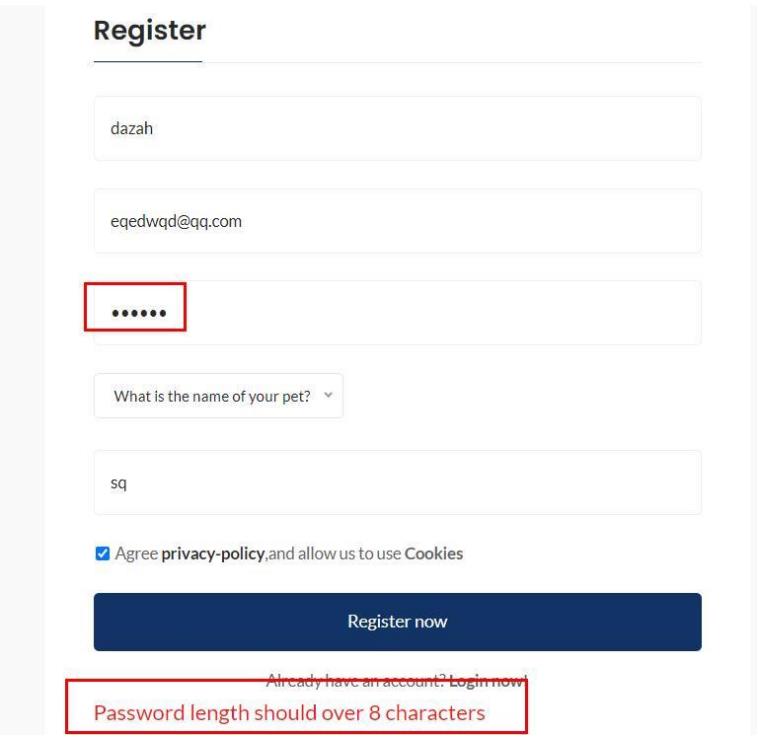 Register
dazah
eqedwqd@qq.com
••••••
What is the name of your pet?
sq
Agree privacy-policy,and allow us to use Cookies
Register now
Already have an account? Login now!
Password length should over 8 characters